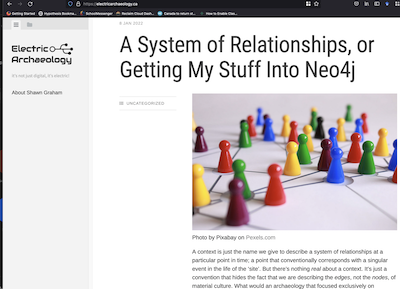 https://electricarchaeology.ca
Getting Started
Hypothesis Bookma...
SchoolMessenger
Reclaim Cloud Dash...
Canada to return st...
How to Enable Clas...
Electric
Archaeology
It's not just digital, it's electric!
About Shawn Graham
6 JAN 2022
A System of Relationships, or
Getting My Stuff Into Neo4j
UNCATEGORIZED
Photo by Pixabay on Pexels.com
A context is just the name we give to describe a system of relationships at a
particular point in time; a point that conventionally corresponds with a singular
event in the life of the 'site'. But there's nothing real about a context. It's just a
convention that hides the fact that we are describing the edges, not the nodes, of
material culture. What would an archaeology that focused exclusively on